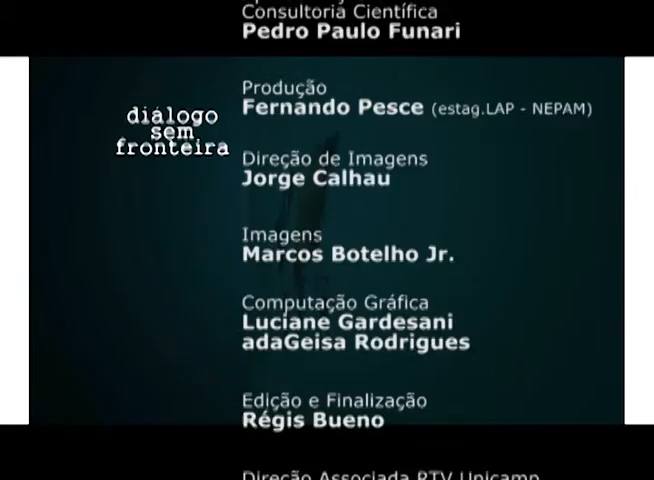 Consultoria Científica
Pedro Paulo Funari
Produção
Fernando Pesce (estag.LAP - NEPAM)
diálogo
sem
fronteira
Direção de Imagens
Jorge Calhau
Imagens
Marcos Botelho Jr.
Computação Gráfica
Luciane Gardesani
adaGeisa Rodrigues
Edição e Finalização
Régis Bueno
Direção Associada RTV Unicamp